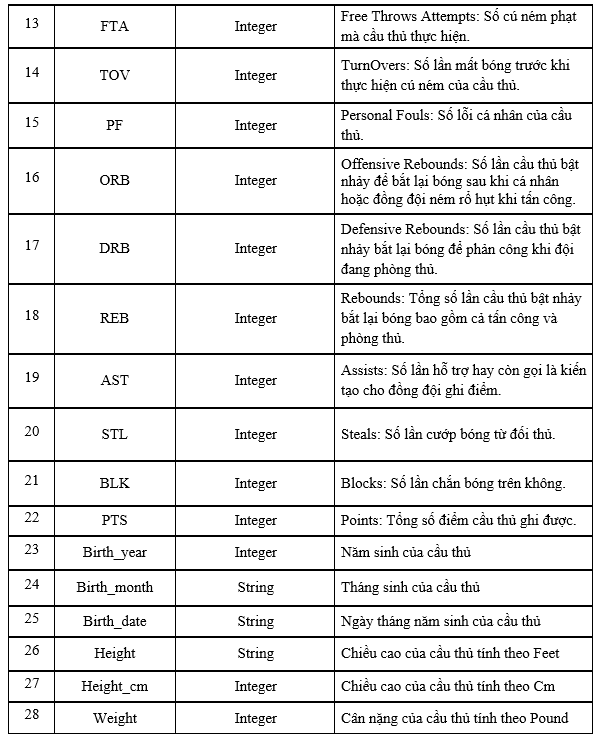 13 FTA Integer Free Throws Attempts: Số cú ném phạt
mà cầu thủ thực hiện.
14 TOV Integer TurnOvers: Số lần mất bóng trước khi
thực hiện cú ném của cầu thủ.
15 PF Integer Personal Fouls: Số lỗi cá nhân của cầu
thủ.
16 ORB Integer Offensive Rebounds: Số lần cầu thủ bật
nhảy để bắt lại bóng sau khi cá nhân
hoặc đồng đội ném rổ hụt khi tấn công.
17 DRB Integer Defensive Rebounds: Số lần cầu thủ bật
nhảy bắt lại bóng để phản công khi đội
đang phòng thủ.
18 REB Integer Rebounds: Tổng số lần cầu thủ bật nhảy
bắt lại bóng bao gồm cả tấn công và
phòng thủ.
19 AST Integer Assists: Số lần hỗ trợ hay còn gọi là kiến
tạo cho đồng đội ghi điểm.
20 STL Integer Steals: Số lần cướp bóng từ đối thủ.
21 BLK Integer Blocks: Số lần chắn bóng trên không.
22 PTS Integer Points: Tổng số điểm cầu thủ ghi được.
23 Birth_year Integer Năm sinh của cầu thủ
24 Birth_month String Tháng sinh của cầu thủ
25 Birth_date String Ngày tháng năm sinh của cầu thủ
26 Height String Chiều cao của cầu thủ tính theo Feet
27 Height_cm Integer Chiều cao của cầu thủ tính theo Cm
28 Weight Integer Cân nặng của cầu thủ tính theo Pound